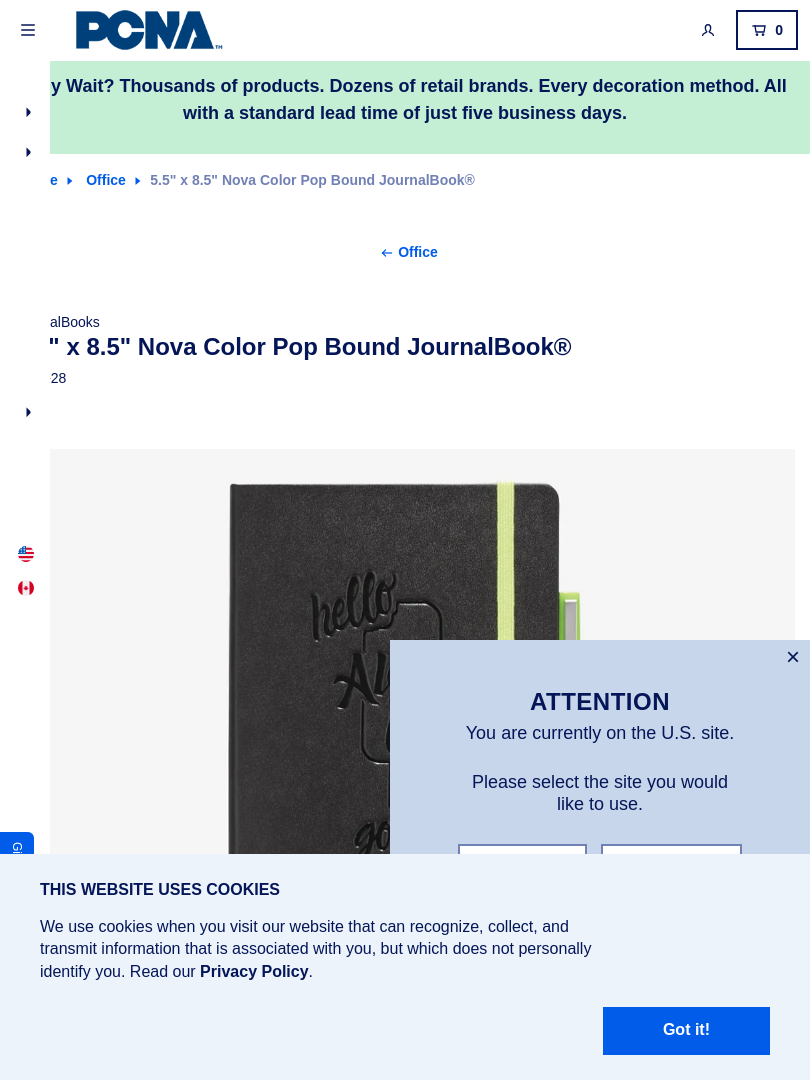 PCNA™
0
y Wait? Thousands of products. Dozens of retail brands. Every decoration method. All
with a standard lead time of just five business days.
e Office 5.5" x 8.5" Nova Color Pop Bound JournalBook®
← Office
alBooks
" x 8.5" Nova Color Pop Bound JournalBook®
28
hello
ATTENTION
You are currently on the U.S. site.
Please select the site you would
like to use.
THIS WEBSITE USES COOKIES
We use cookies when you visit our website that can recognize, collect, and
transmit information that is associated with you, but which does not personally
identify you. Read our Privacy Policy.
Got it!